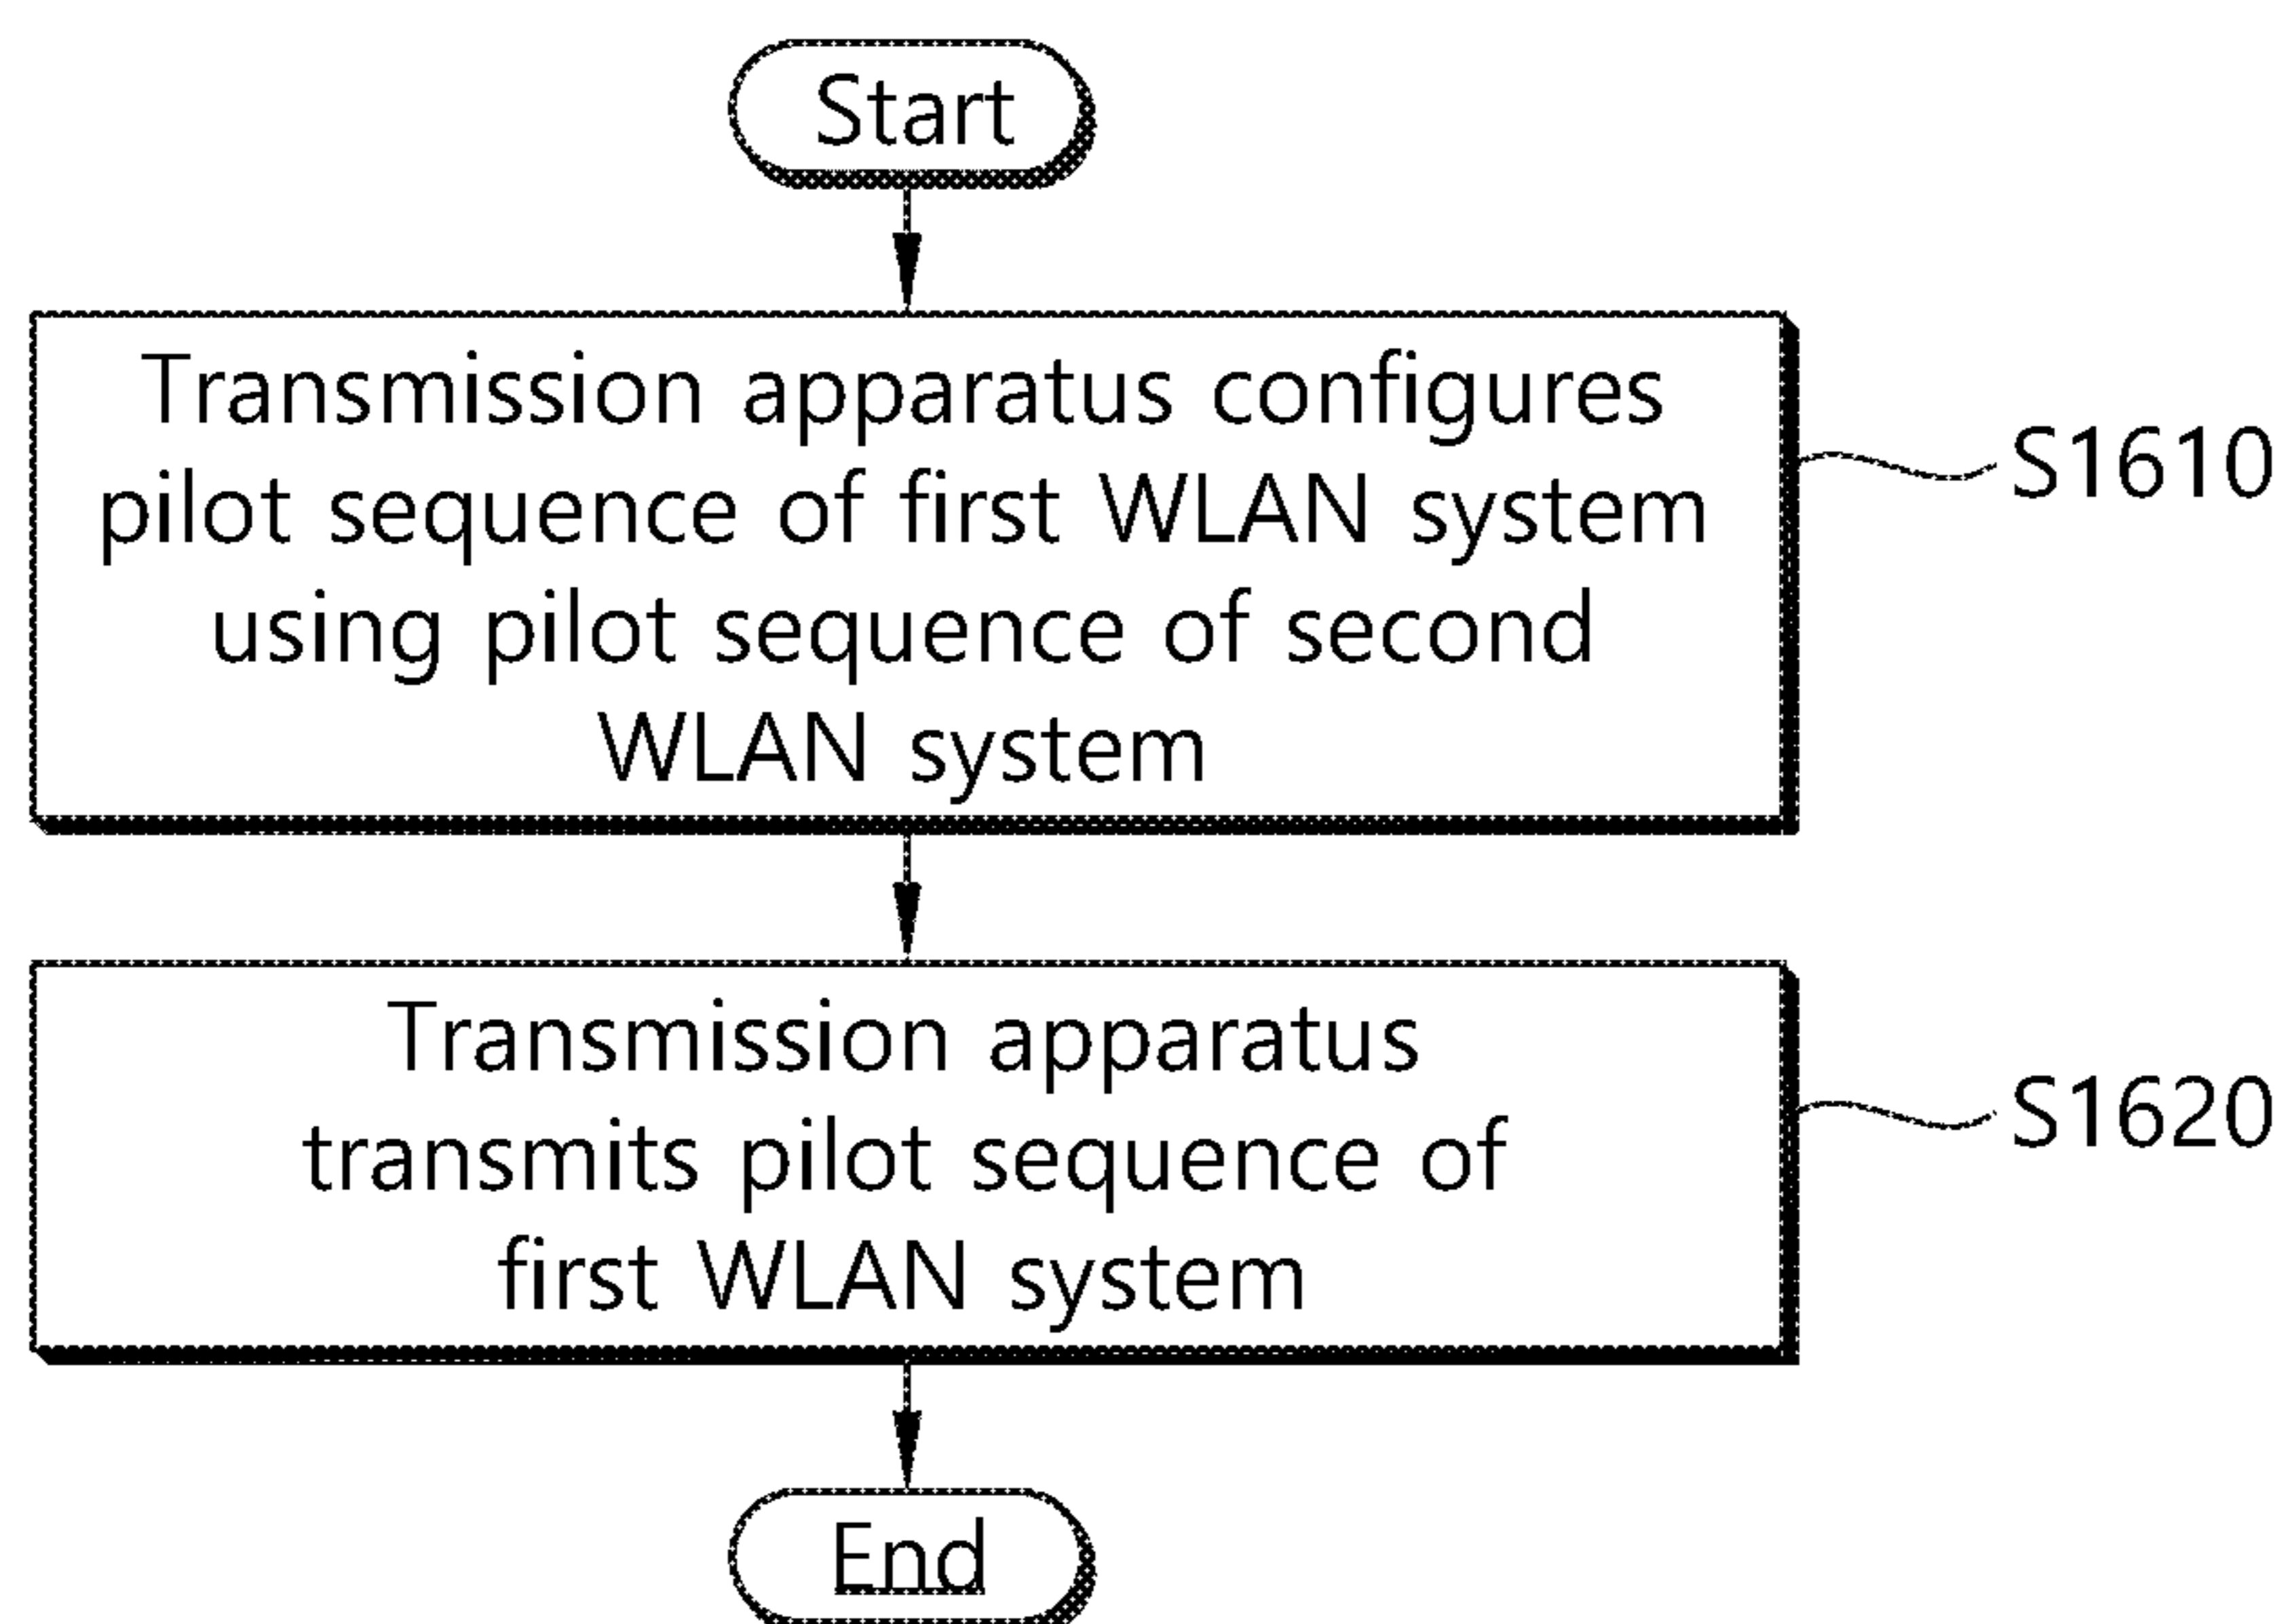 Start
Transmission apparatus configures
pilot sequence of first WLAN system
using pilot sequence of second
WLAN system
S1610
Transmission apparatus
transmits pilot sequence of
first WLAN system
S1620
End